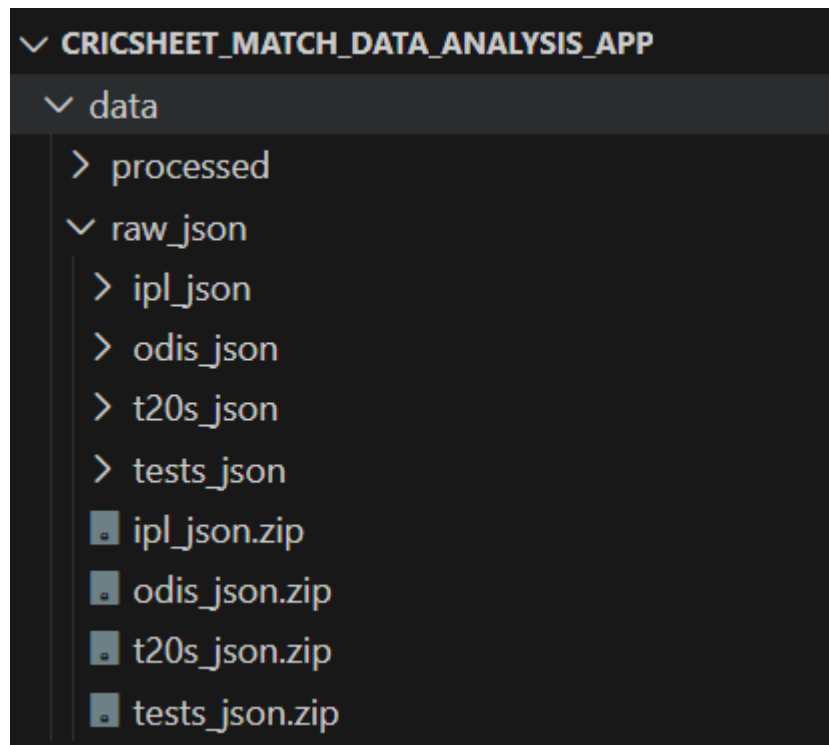 CRICSHEET_MATCH_DATA_ANALYSIS_APP
data
processed
raw_json
ipl_json
odis_json
t20s_json
tests_json
ipl_json.zip
odis_json.zip
t20s_json.zip
tests_json.zip